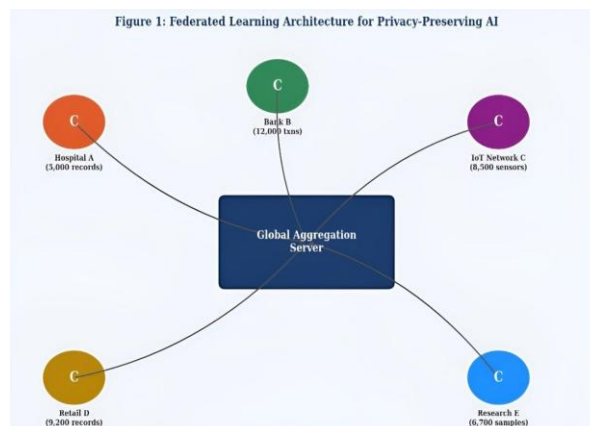 Figure 1: Federated Learning Architecture for Privacy-Preserving AI
C
Bank B
(12,000 txns)
C
Hospital A
(5,000 records)
C
IoT Network C
(8,500 sensors)
Global Aggregation
Server
C
Retail D
(9,200 records)
C
Research E
(6,700 samples)